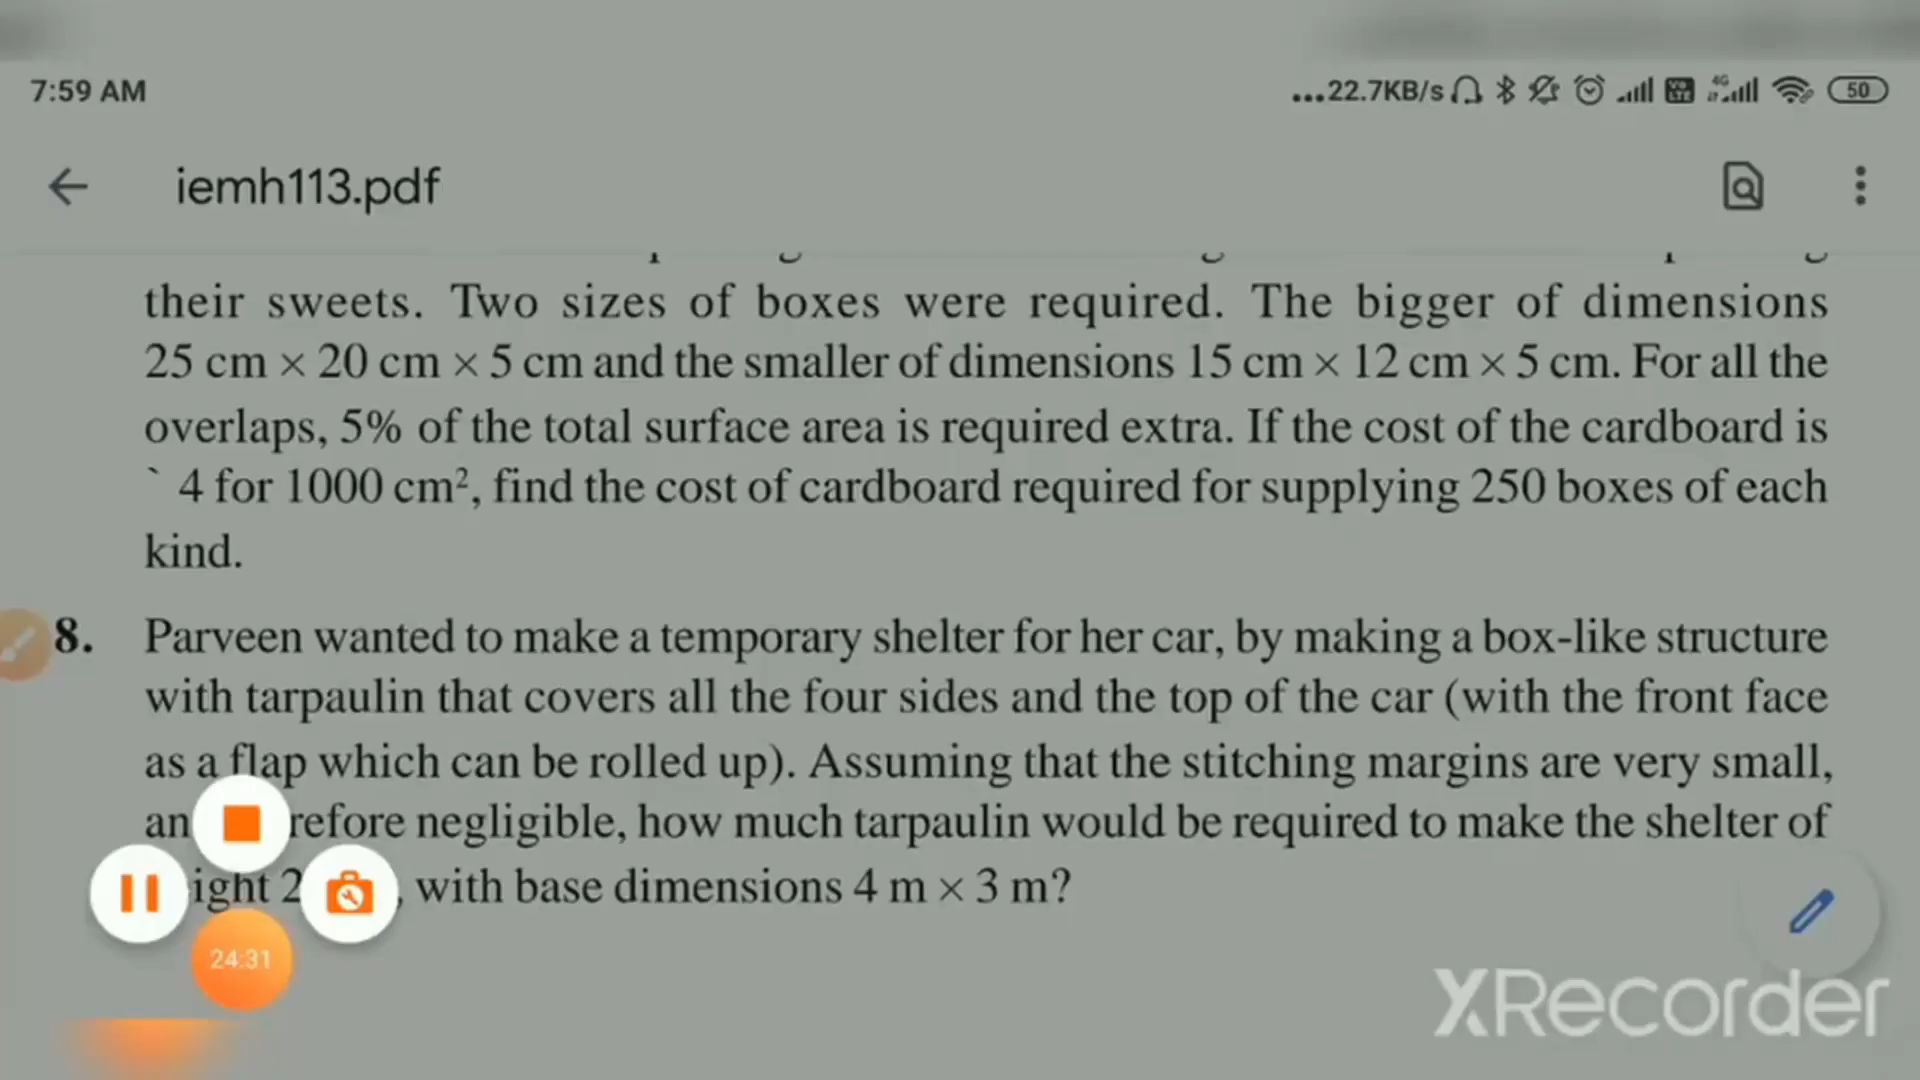 7:59 AM
...22.7KB/s 4G 50
iemh113.pdf
their sweets. Two sizes of boxes were required. The bigger of dimensions
25 cm × 20 cm × 5 cm and the smaller of dimensions 15 cm × 12 cm × 5 cm. For all the
overlaps, 5% of the total surface area is required extra. If the cost of the cardboard is
` 4 for 1000 cm², find the cost of cardboard required for supplying 250 boxes of each
kind.
8. Parveen wanted to make a temporary shelter for her car, by making a box-like structure
with tarpaulin that covers all the four sides and the top of the car (with the front face
as a flap which can be rolled up). Assuming that the stitching margins are very small,
an refore negligible, how much tarpaulin would be required to make the shelter of
ight 2 , with base dimensions 4 m × 3 m?
24:31
XRecorder